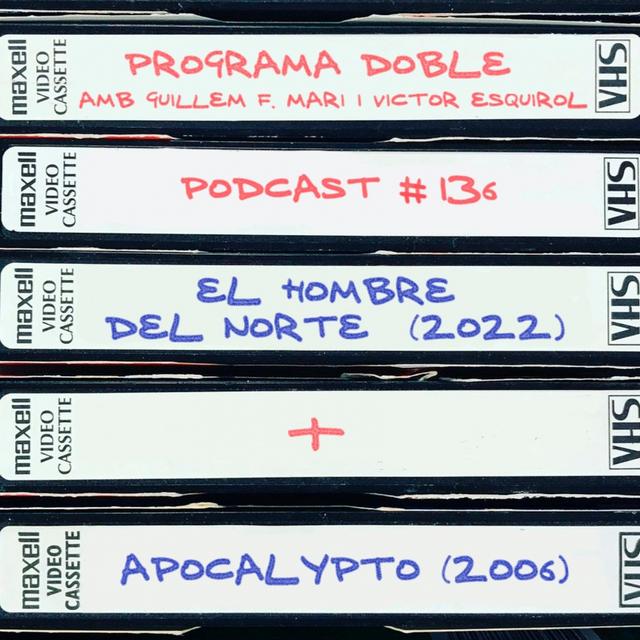 maxell
VIDEO
CASSETTE
PROGRAMA DOBLE
AMB GUILLEM F. MARI I VICTOR ESQUIROL
VHS
maxell
VIDEO
CASSETTE
PODCAST #136
VHS
maxell
VIDEO
CASSETTE
EL HOMBRE
DEL NORTE (2022)
VHS
maxell
VIDEO
CASSETTE
+
VHS
maxell
VIDEO
CASSETTE
APOCALYPTO (2006)
VHS